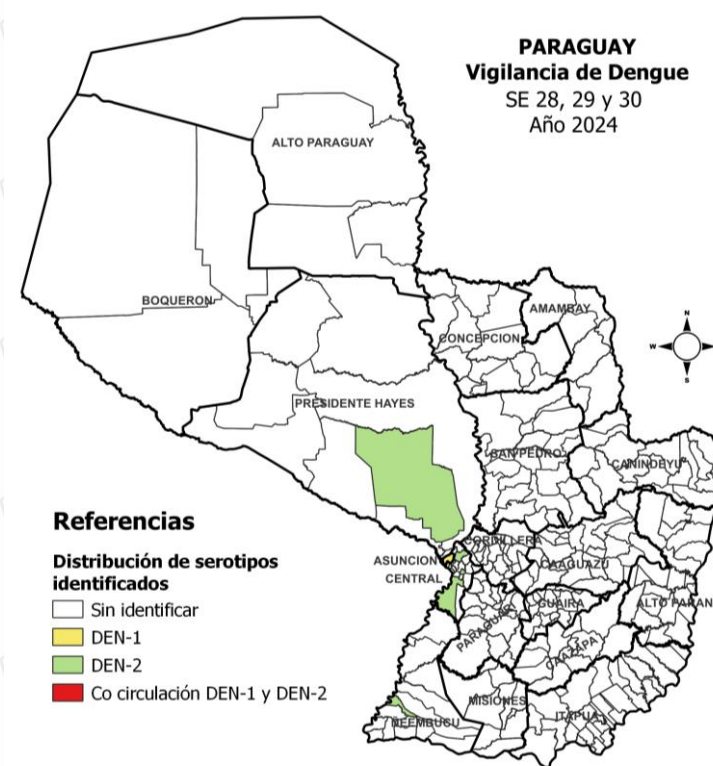 PARAGUAY
Vigilancia de Dengue
SE 28, 29 y 30
Año 2024
ALTO PARAGUAY
BOQUERON
AMAMBAY
CONCEPCION
N
W
S
PRESIDENTE HAYES
SAN PEDRO
CANINDEYU
CORDILLERA
ASUNCION
CAAGUAZU
CENTRAL
GUAIRA
ALTO PARAN
PARAGUARI
CAAZAPA
MISIONES
ÑEEMBUCU
ITAPUA
Referencias
Distribución de serotipos
identificados
Sin identificar
DEN-1
DEN-2
Co circulación DEN-1 y DEN-2